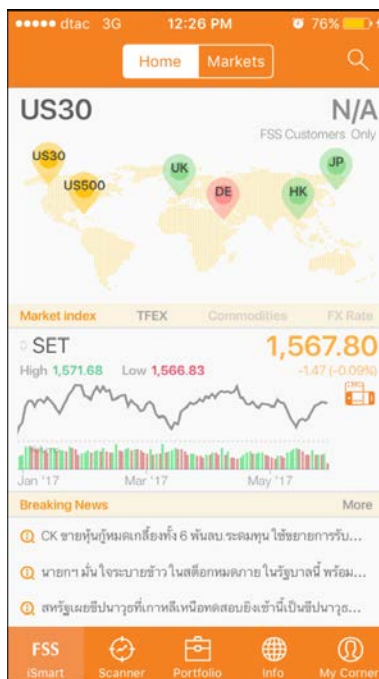 dtac 3G 12:26 PM 76%
Home Markets
US30 N/A
FSS Customers Only
US30
US500
UK
DE
HK
JP
Market index TFEX Commodities FX Rate
SET 1,567.80
High 1,571.68 Low 1,566.83 -1.47 (-0.09%)
Jan '17 Mar '17 May '17
Breaking News More
CK ขายหุ้นกู้หมดเกลี้ยงทั้ง 6 พันลบ.ระดมทุน ใช้ขยายการรับ...
นายกฯ มั่นใจระบายข้าว ในสต็อกหมดภาย ในรัฐบาลนี้ พร้อม...
สหรัฐเผยขีปนาวุธที่เกาหลีเหนือทดสอบยิงเช้านี้เป็นขีปนาวุธ...
FSS
iSmart Scanner Portfolio Info My Corner